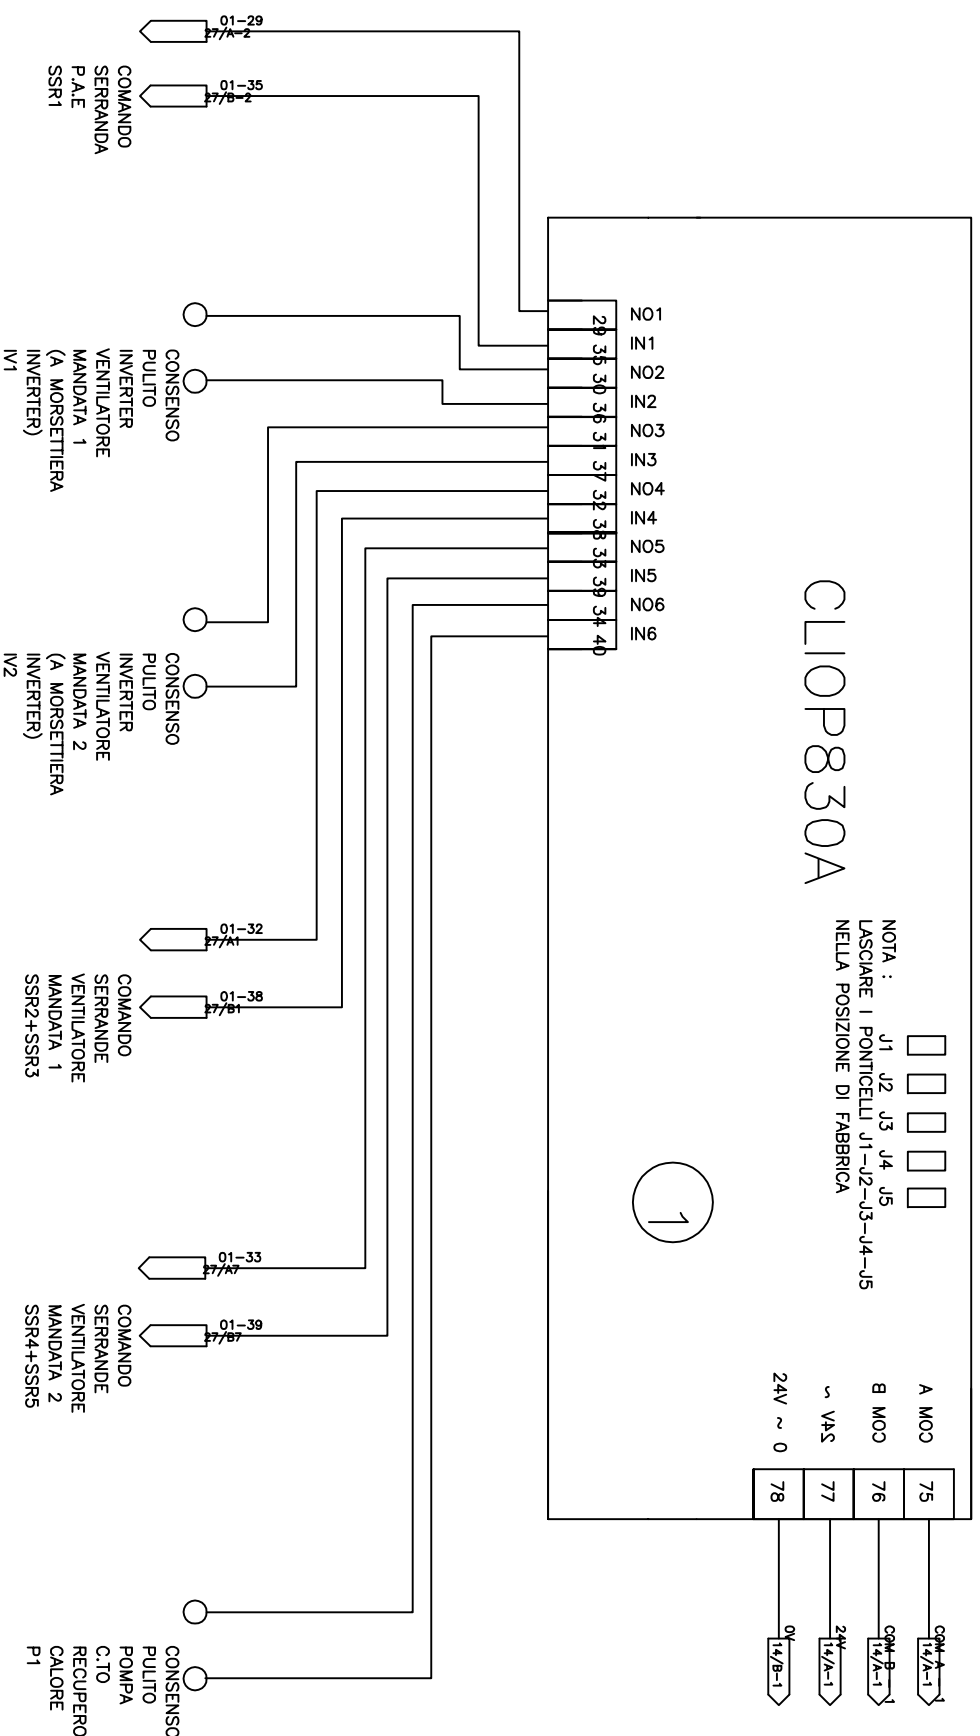 CLIOP830A
NOTA :
LASCIARE I PONTICELLI J1-J2-J3-J4-J5
NELLA POSIZIONE DI FABBRICA
J1 J2 J3 J4 J5
1
COM A
COM B
24V ~
24V ~ 0
75
76
77
78
COM A 1
14/A-1
COM B 1
14/A-1
24V
14/A-1
0V
14/B-1
NO1
IN1
NO2
IN2
NO3
IN3
NO4
IN4
NO5
IN5
NO6
IN6
29
35
30
36
31
37
32
38
33
39
34
40
01-29
27/A-2
01-35
27/B-2
COMANDO
SERRANDA
P.A.E
SSR1
CONSENSO
PULITO
INVERTER
VENTILATORE
MANDATA 1
(A MORSETTIERA
INVERTER)
IV1
CONSENSO
PULITO
INVERTER
VENTILATORE
MANDATA 2
(A MORSETTIERA
INVERTER)
IV2
01-32
27/A1
01-38
27/B1
COMANDO
SERRANDE
VENTILATORE
MANDATA 1
SSR2+SSR3
01-33
27/A7
01-39
27/B7
COMANDO
SERRANDE
VENTILATORE
MANDATA 2
SSR4+SSR5
CONSENSO
PULITO
POMPA
C.TO
RECUPERO
CALORE
P1